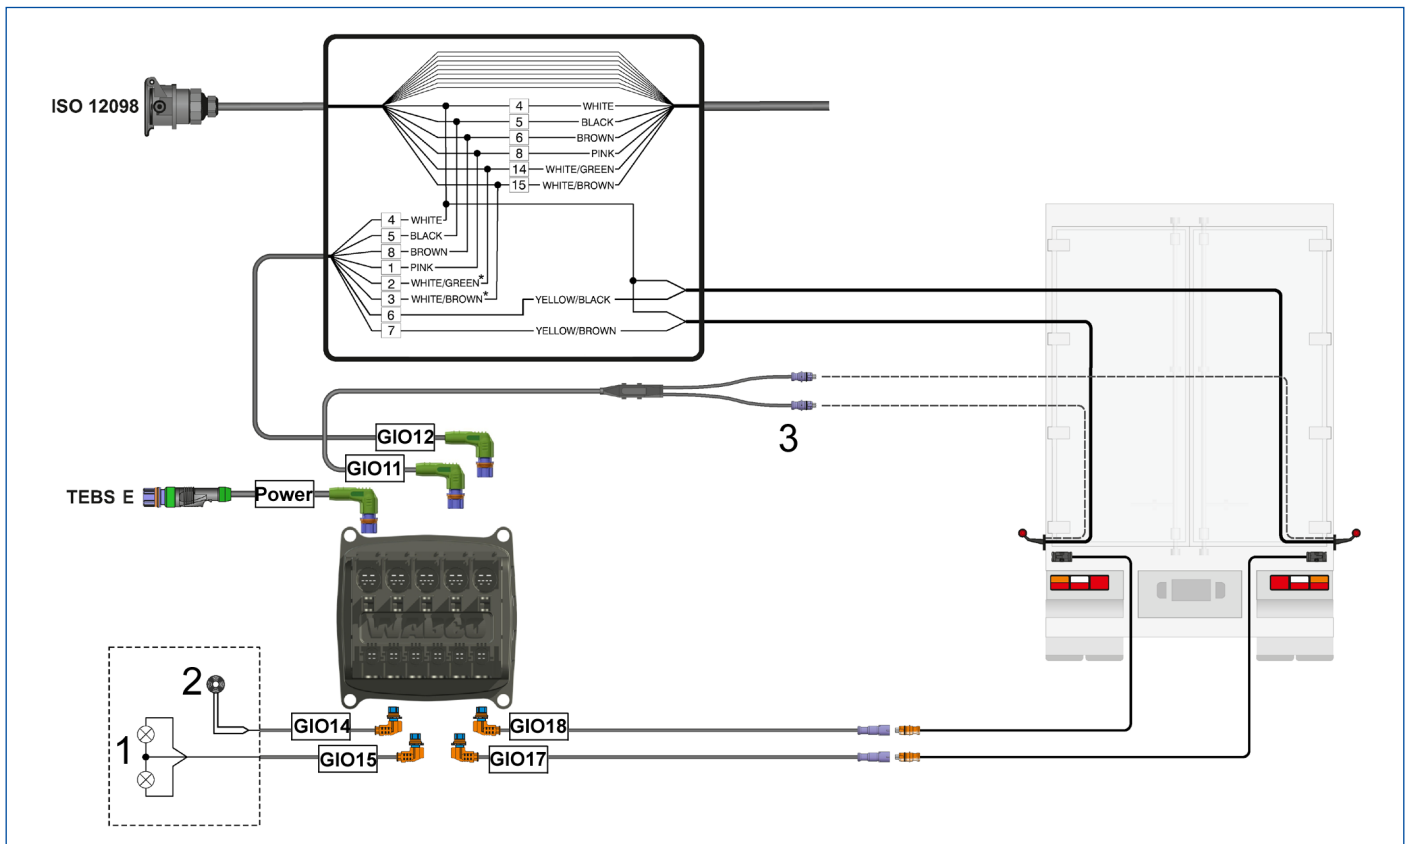 ISO 12098
4 WHITE
5 BLACK
6 BROWN
8 PINK
14 WHITE/GREEN
15 WHITE/BROWN
4 WHITE
5 BLACK
8 BROWN
1 PINK
2 WHITE/GREEN*
3 WHITE/BROWN*
6 YELLOW/BLACK
7 YELLOW/BROWN
3
GIO12
GIO11
TEBS E
Power
WABCO
2
1
GIO14
GIO18
GIO15
GIO17